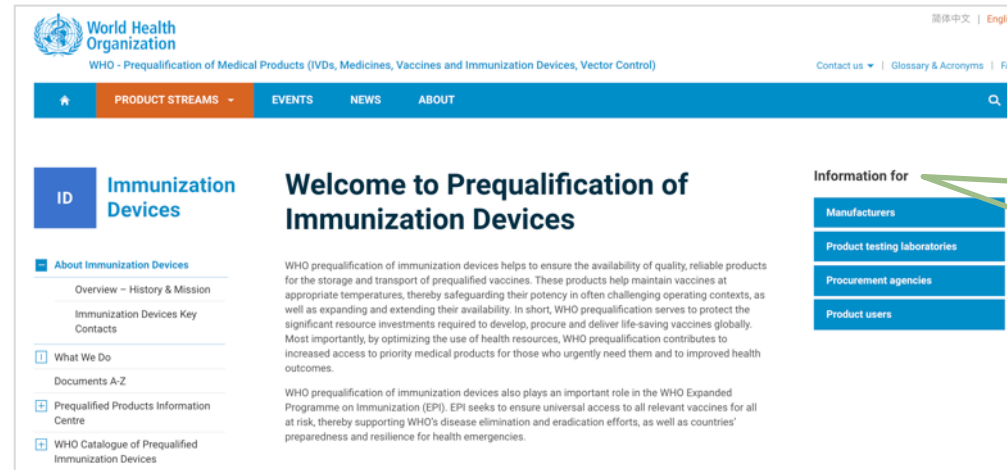 World Health
Organization
简体中文 |
WHO - Prequalification of Medical Products (IVDs, Medicines, Vaccines and Immunization Devices, Vector Control)
Contact us | Glossary & Acronyms |
PRODUCT STREAMS EVENTS NEWS ABOUT
ID
Immunization
Devices
About Immunization Devices
Overview – History & Mission
Immunization Devices Key
Contacts
What We Do
Documents A-Z
Prequalified Products Information
Centre
WHO Catalogue of Prequalified
Immunization Devices
Welcome to Prequalification of
Immunization Devices
WHO prequalification of immunization devices helps to ensure the availability of quality, reliable products
for the storage and transport of prequalified vaccines. These products help maintain vaccines at
appropriate temperatures, thereby safeguarding their potency in often challenging operating contexts, as
well as expanding and extending their availability. In short, WHO prequalification serves to protect the
significant resource investments required to develop, procure and deliver life-saving vaccines globally.
Most importantly, by optimizing the use of health resources, WHO prequalification contributes to
increased access to priority medical products for those who urgently need them and to improved health
outcomes.
WHO prequalification of immunization devices also plays an important role in the WHO Expanded
Programme on Immunization (EPI). EPI seeks to ensure universal access to all relevant vaccines for all
at risk, thereby supporting WHO's disease elimination and eradication efforts, as well as countries'
preparedness and resilience for health emergencies.
Information for
Manufacturers
Product testing laboratories
Procurement agencies
Product users